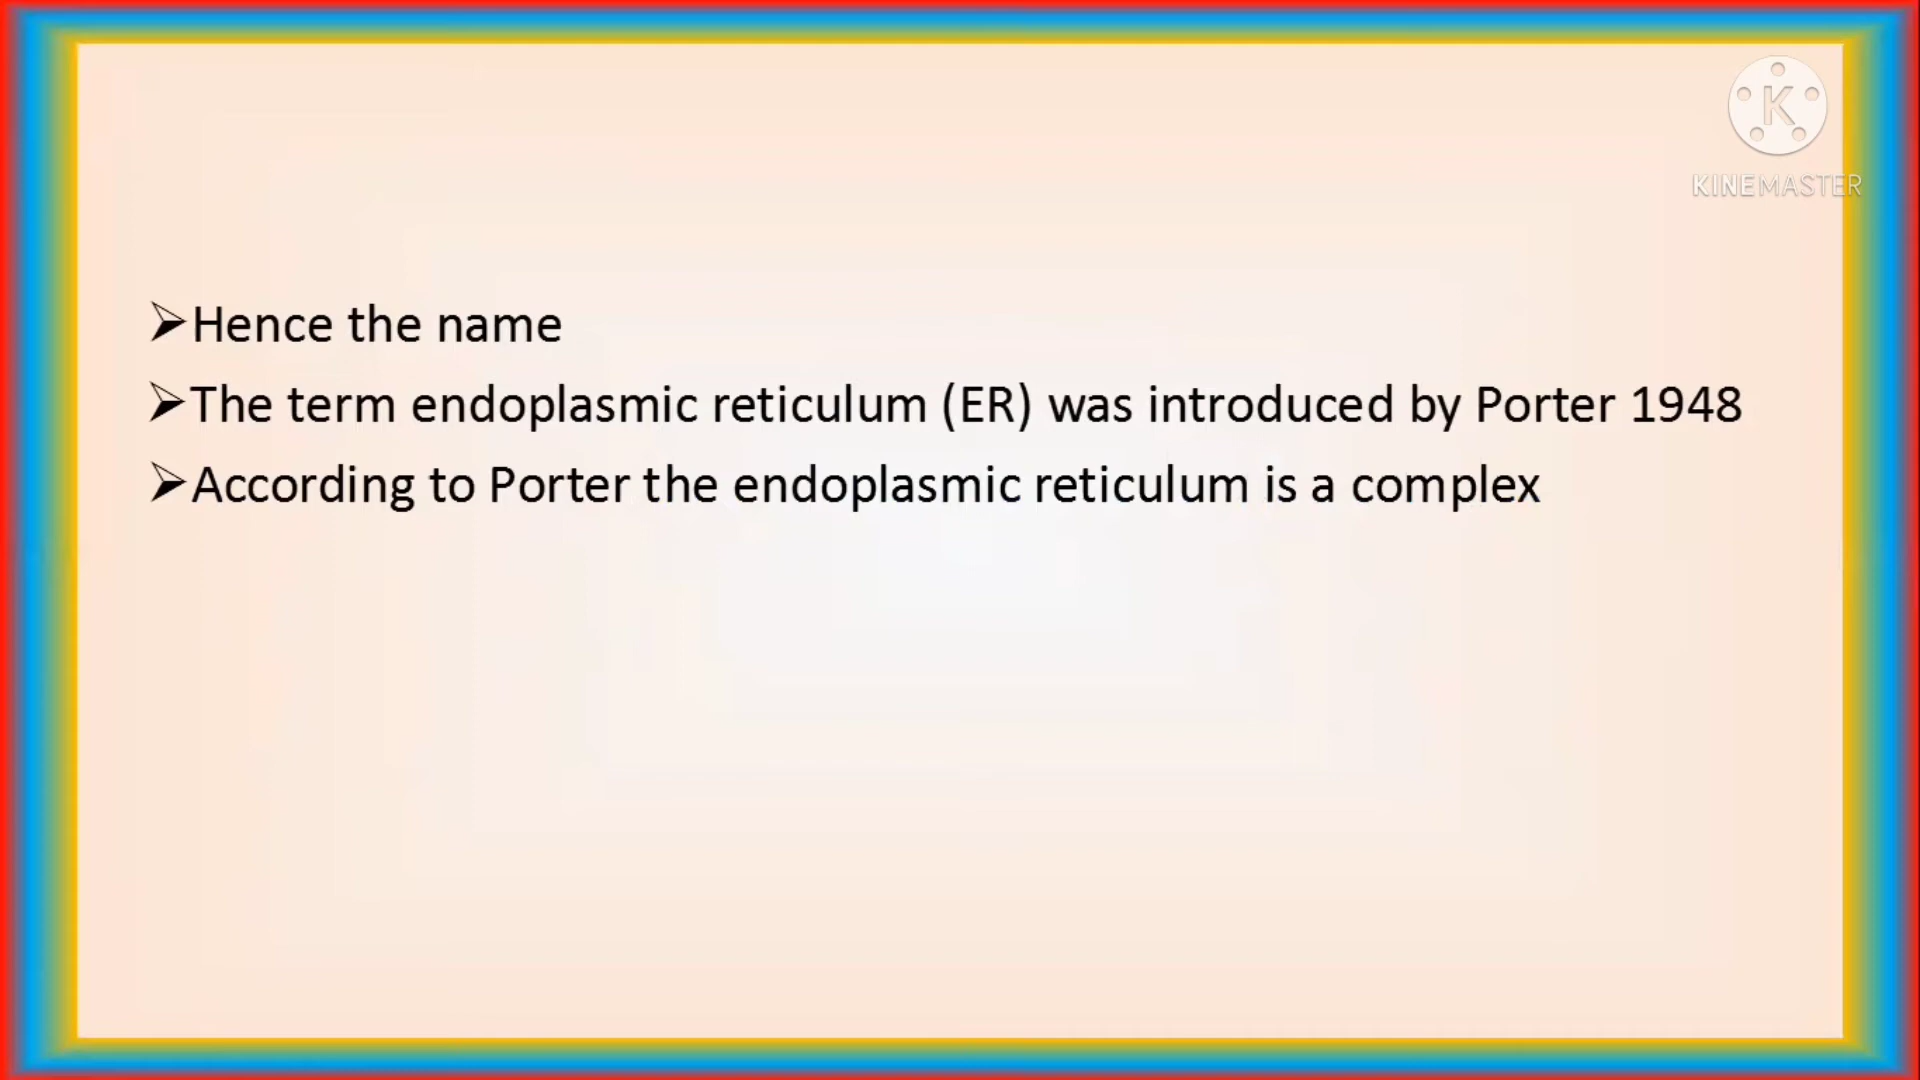 KINEMASTER
➢Hence the name
➢The term endoplasmic reticulum (ER) was introduced by Porter 1948
➢According to Porter the endoplasmic reticulum is a complex